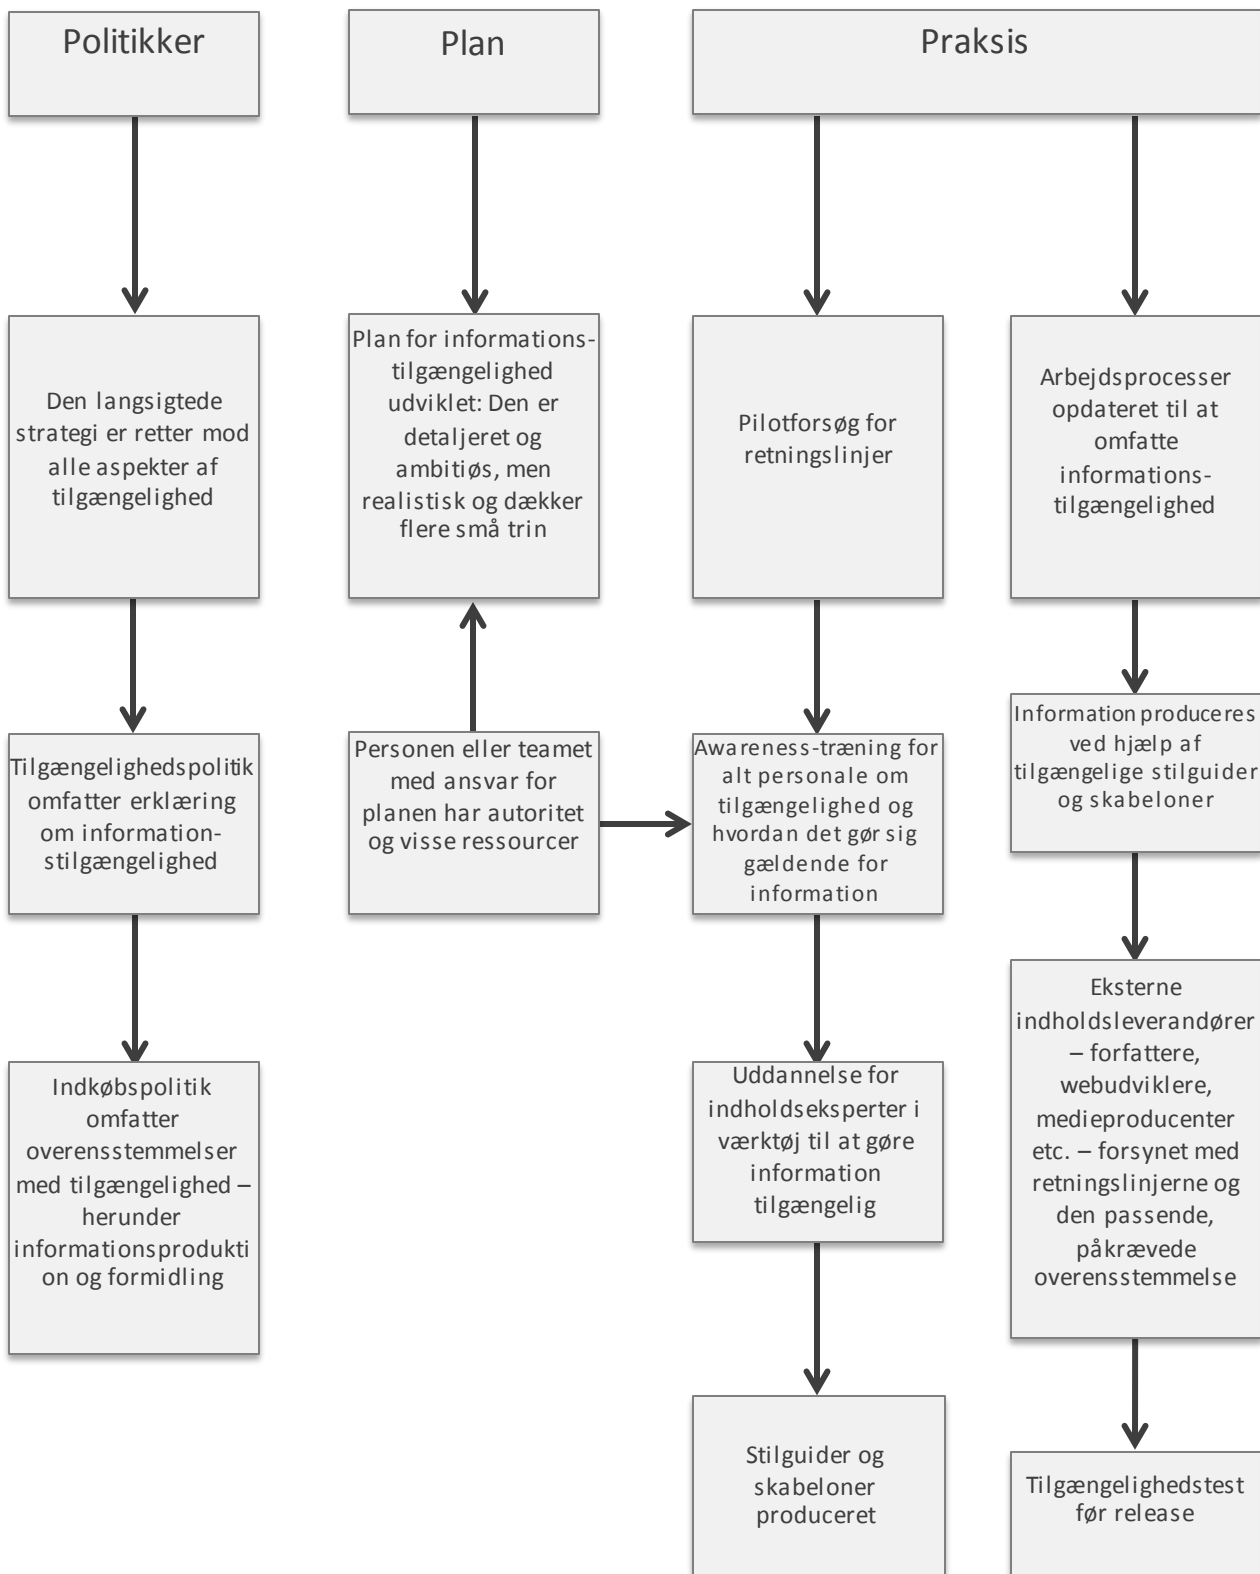 Politikker
Plan
Praksis
Den langsigtede
strategi er retter mod
alle aspekter af
tilgængelighed
Plan for informations-
tilgængelighed
udviklet: Den er
detaljeret og
ambitiøs, men
realistisk og dækker
flere små trin
Pilotforsøg for
retningslinjer
Arbejdsprocesser
opdateret til at
omfatte
informations-
tilgængelighed
Tilgængelighedspolitik
omfatter erklæring
om information-
stilgængelighed
Personen eller teamet
med ansvar for
planen har autoritet
og visse ressourcer
Awareness-træning for
alt personale om
tilgængelighed og
hvordan det gør sig
gældende for
information
Information produceres
ved hjælp af
tilgængelige stilguider
og skabeloner
Indkøbspolitik
omfatter
overensstemmelser
med tilgængelighed –
herunder
informationsprodukti
on og formidling
Uddannelse for
indholdseksperter i
værktøj til at gøre
information
tilgængelig
Eksterne
indholdsleverandører
– forfattere,
webudviklere,
medieproducenter
etc. – forsynet med
retningslinjerne og
den passende,
påkrævede
overensstemmelse
Stilguider og
skabeloner
produceret
Tilgængelighedstest
før release